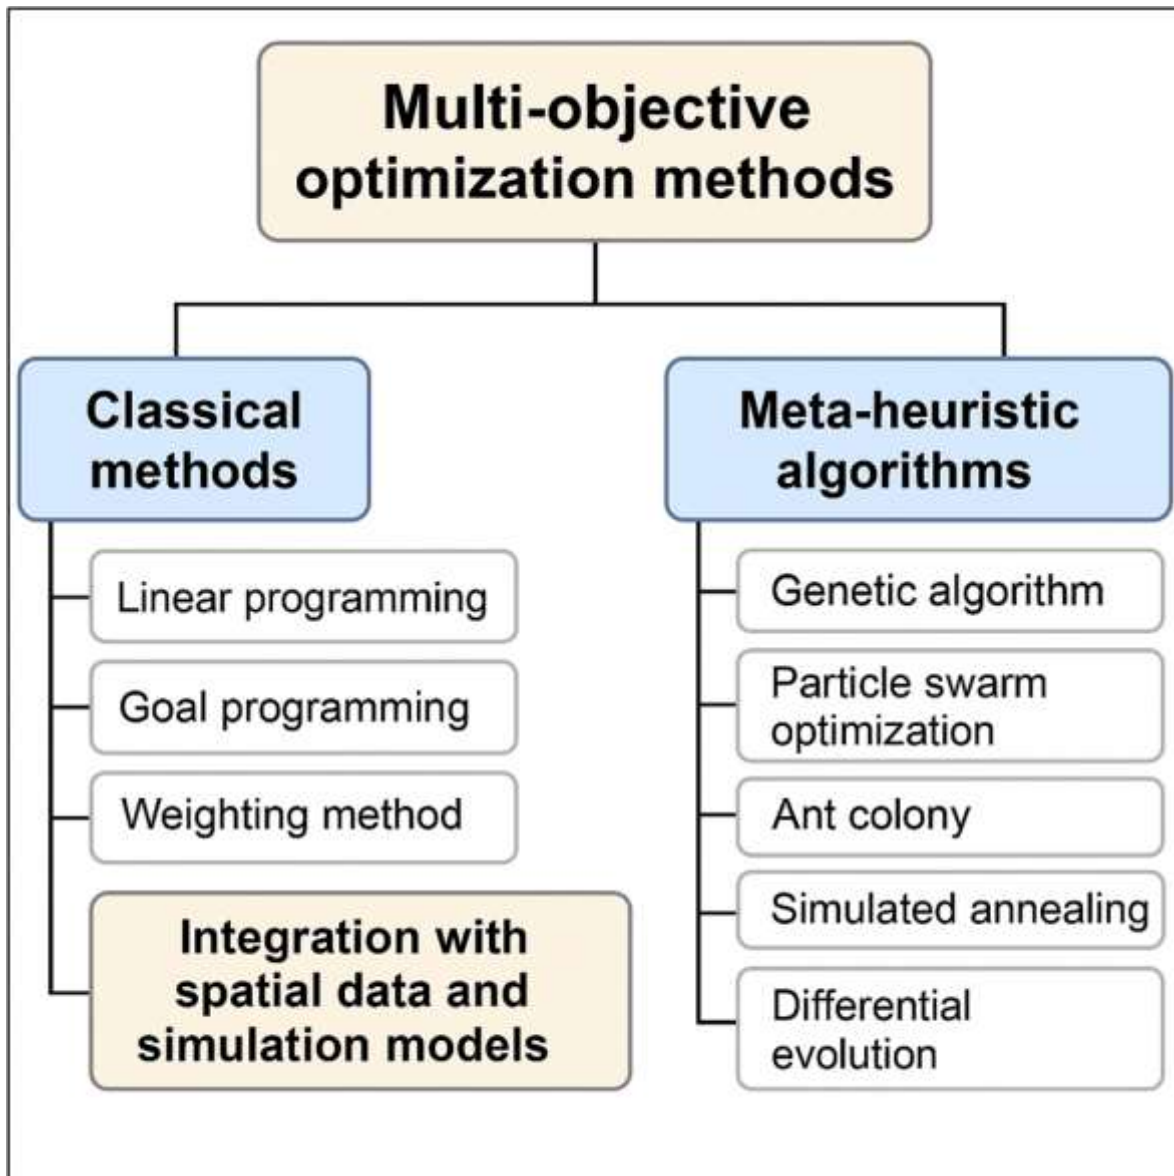 Multi-objective
optimization methods
Classical
methods
Linear programming
Goal programming
Weighting method
Integration with
spatial data and
simulation models
Meta-heuristic
algorithms
Genetic algorithm
Particle swarm
optimization
Ant colony
Simulated annealing
Differential
evolution